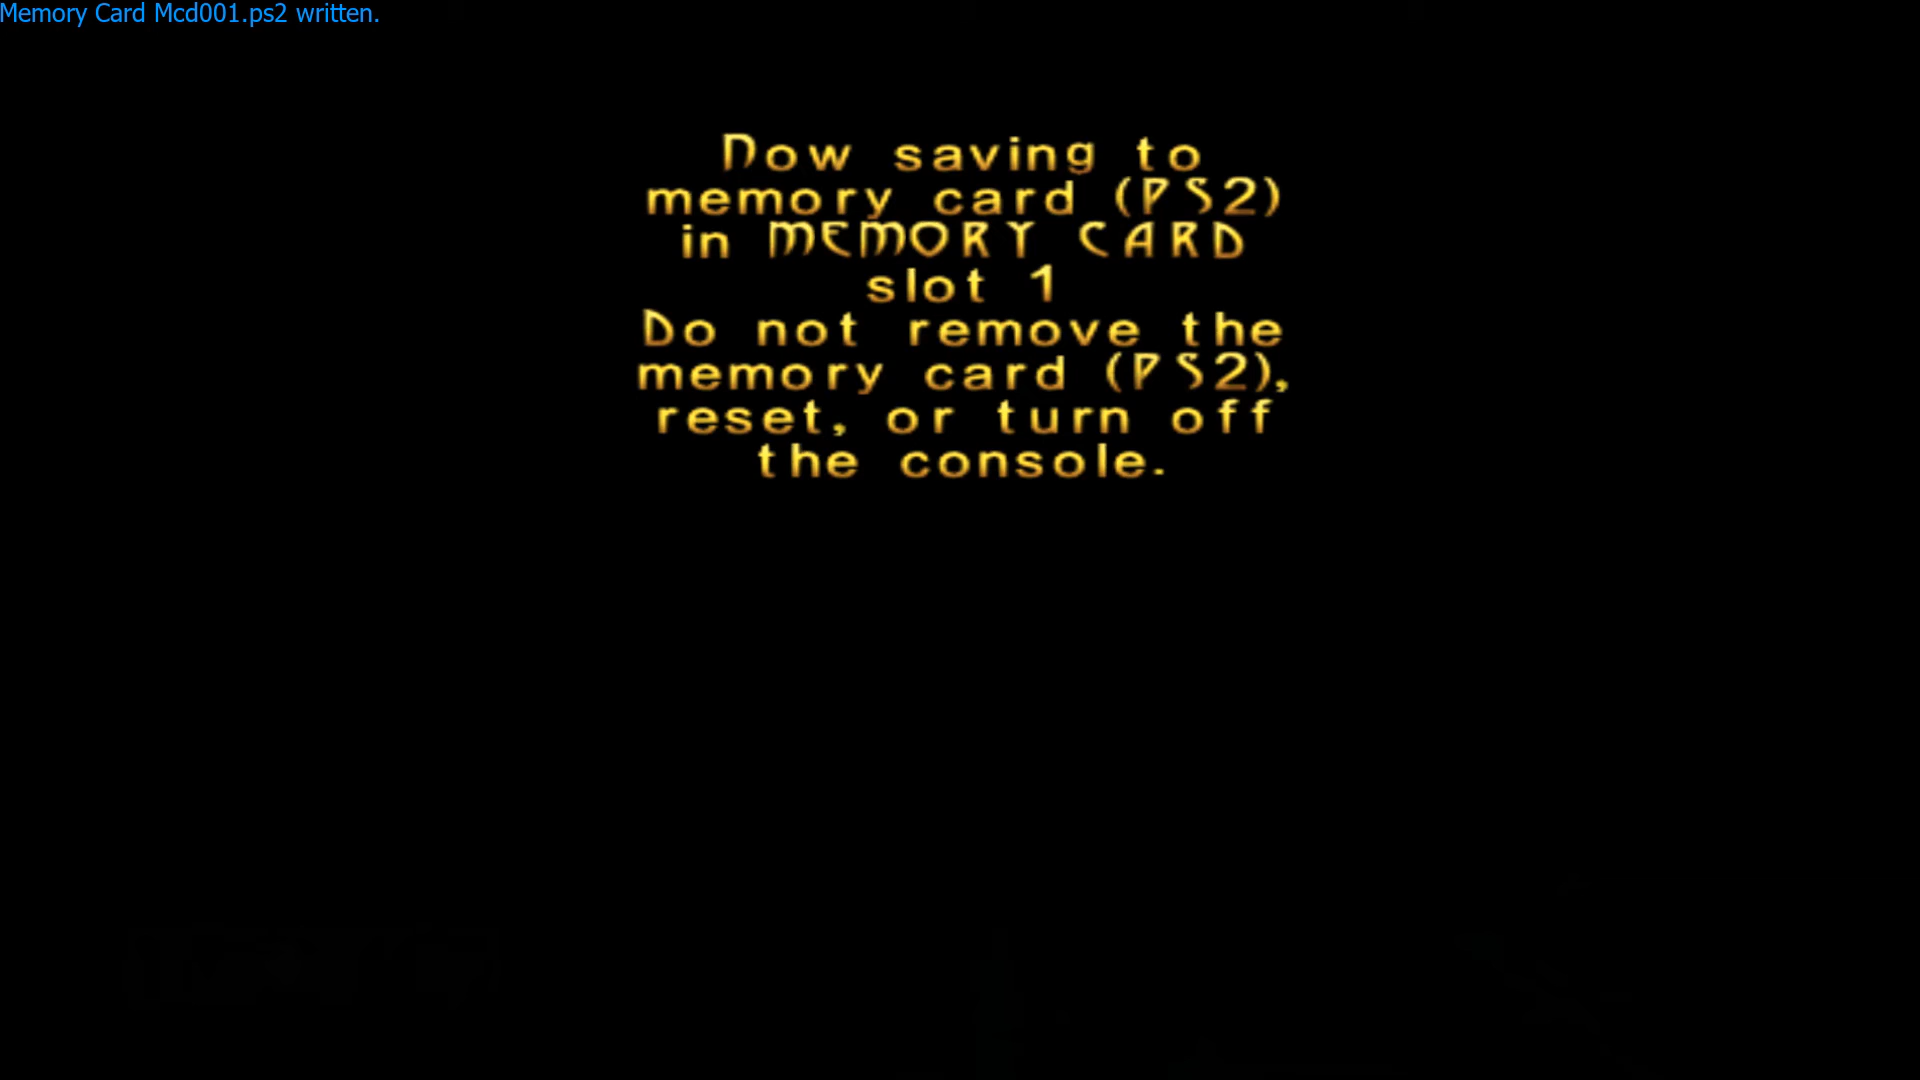 Memory Card Mcd001.ps2 written.
Now saving to
memory card (PS2)
in MEMORY CARD
slot 1
Do not remove the
memory card (PS2),
reset, or turn off
the console.